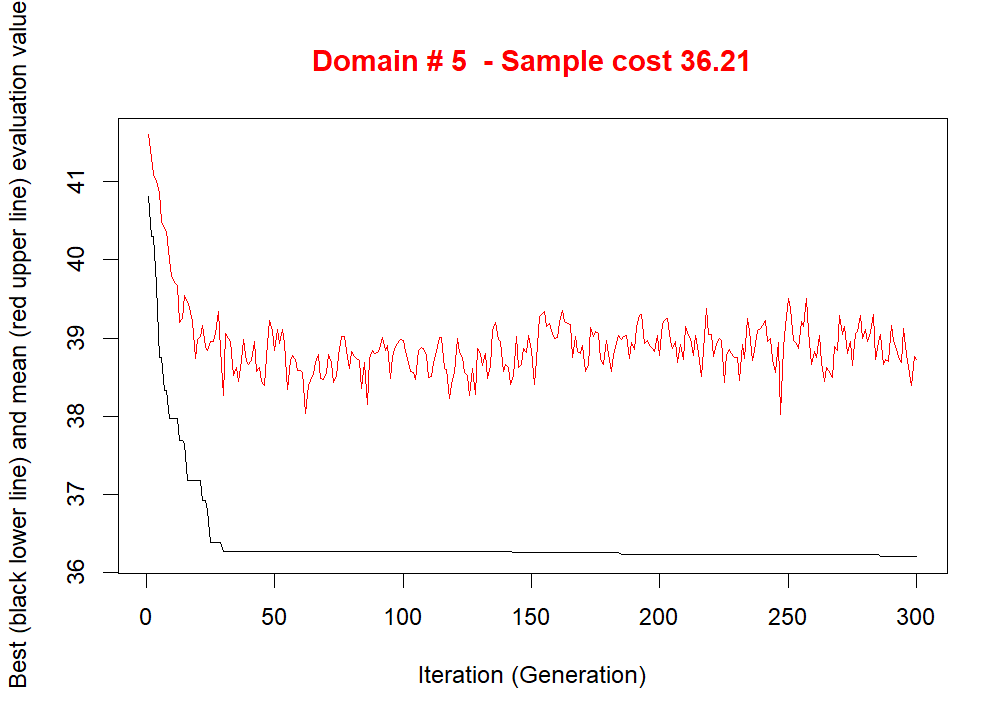 Domain # 5  - Sample cost 36.21
Best (black lower line) and mean (red upper line) evaluation value
41
40
39
38
37
36
0 50 100 150 200 250 300
Iteration (Generation)